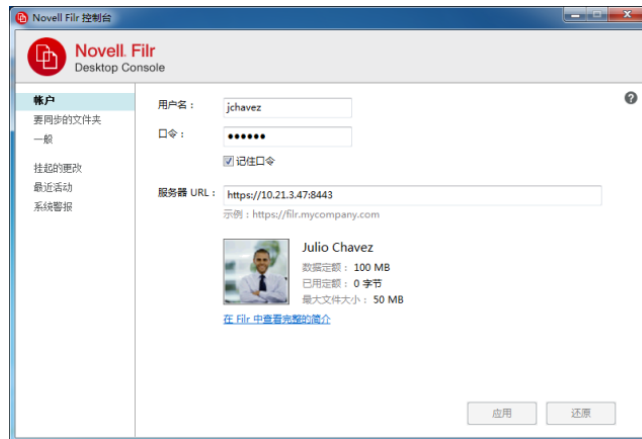 Novell Filr 控制台
Novell. Filr
Desktop Console
帐户
要同步的文件夹
一般
挂起的更改
最近活动
系统警报
用户名：
jchavez
口令：
●●●●●●
记住口令
服务器 URL：
https://10.21.3.47:8443
示例：https://filr.mycompany.com
Julio Chavez
数据定额： 100 MB
已用定额： 0 字节
最大文件大小： 50 MB
在 Filr 中查看完整的简介
应用
还原